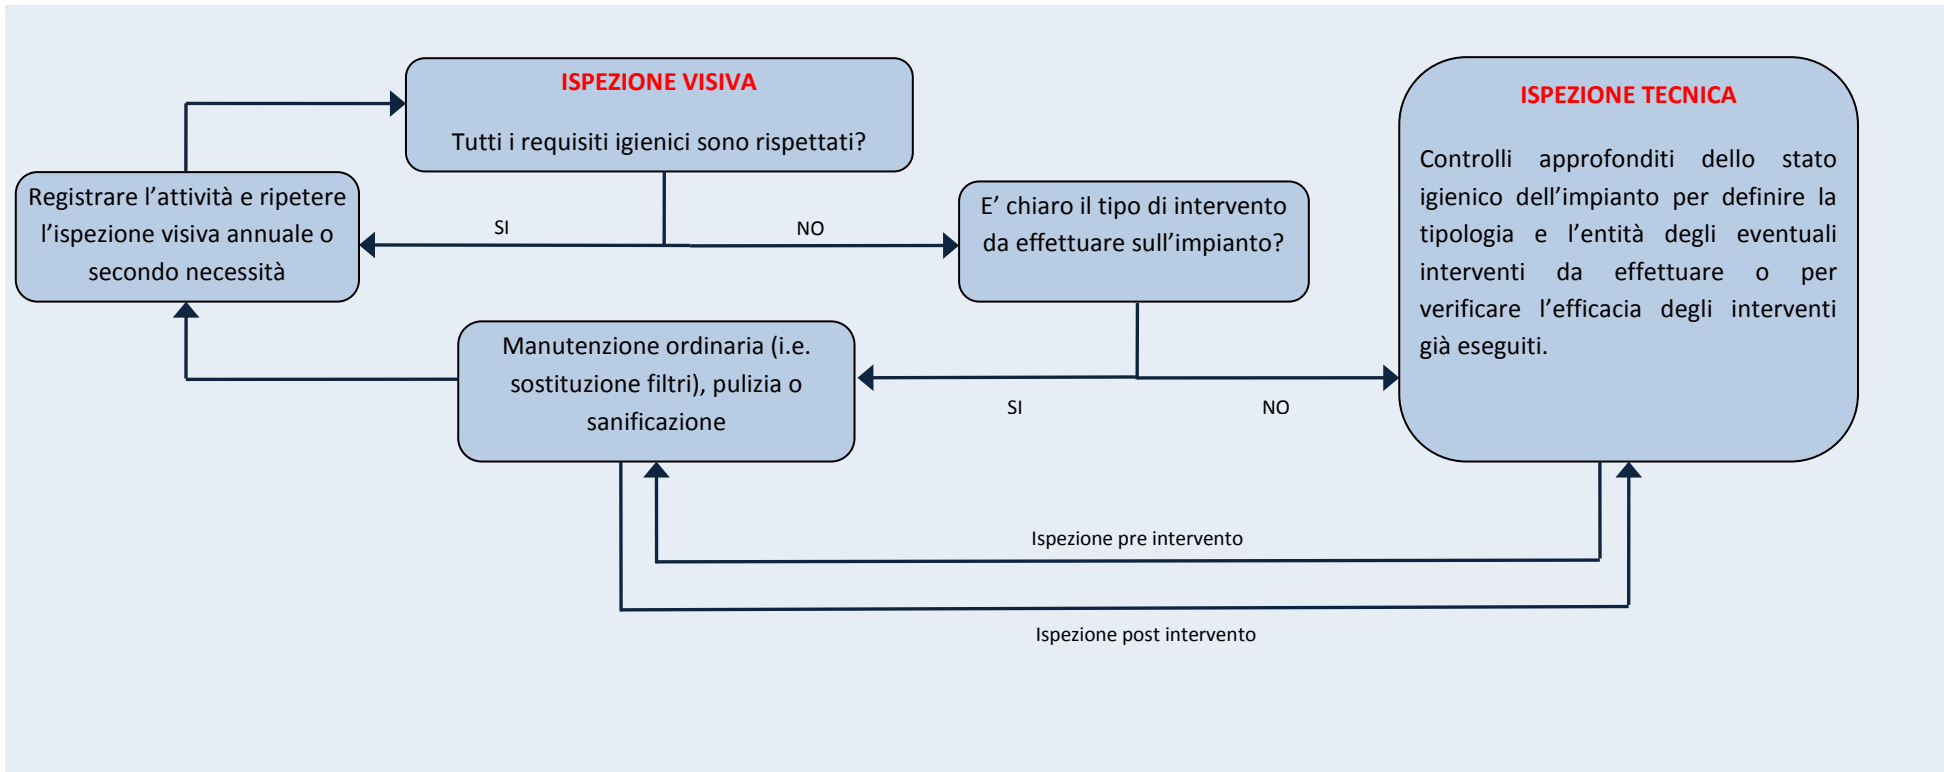 ISPEZIONE VISIVA
Tutti i requisiti igienici sono rispettati?
Registrare l’attività e ripetere
l’ispezione visiva annuale o
secondo necessità
SI
NO
E’ chiaro il tipo di intervento
da effettuare sull’impianto?
ISPEZIONE TECNICA
Controlli approfonditi dello stato
igienico dell’impianto per definire la
tipologia e l’entità degli eventuali
interventi da effettuare o per
verificare l’efficacia degli interventi
già eseguiti.
Manutenzione ordinaria (i.e.
sostituzione filtri), pulizia o
sanificazione
SI
NO
Ispezione pre intervento
Ispezione post intervento